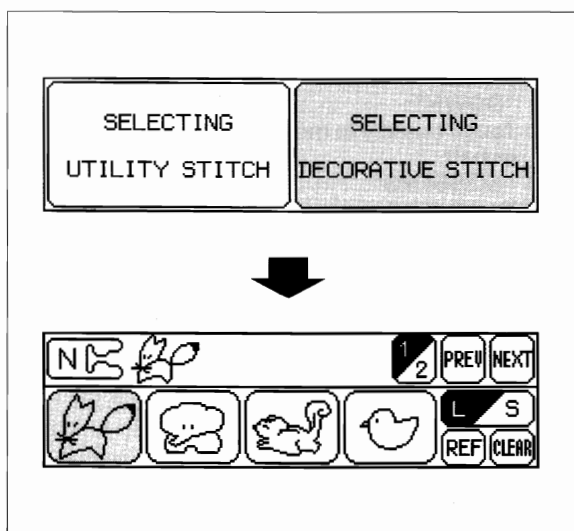 SELECTING
UTILITY STITCH
SELECTING
DECORATIVE STITCH
N 1/2 PREV NEXT
L S
REF CLEAR